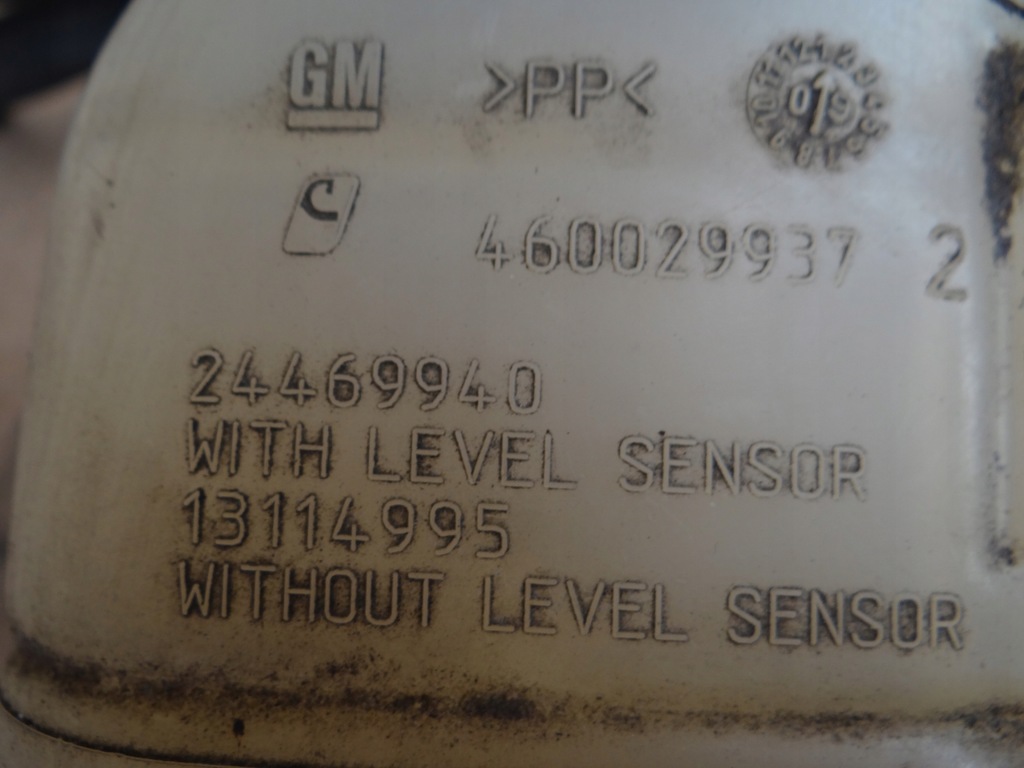 GM >PP<
C 460029937 2
24469940
WITH LEVEL SENSOR
13114995
WITHOUT LEVEL SENSOR